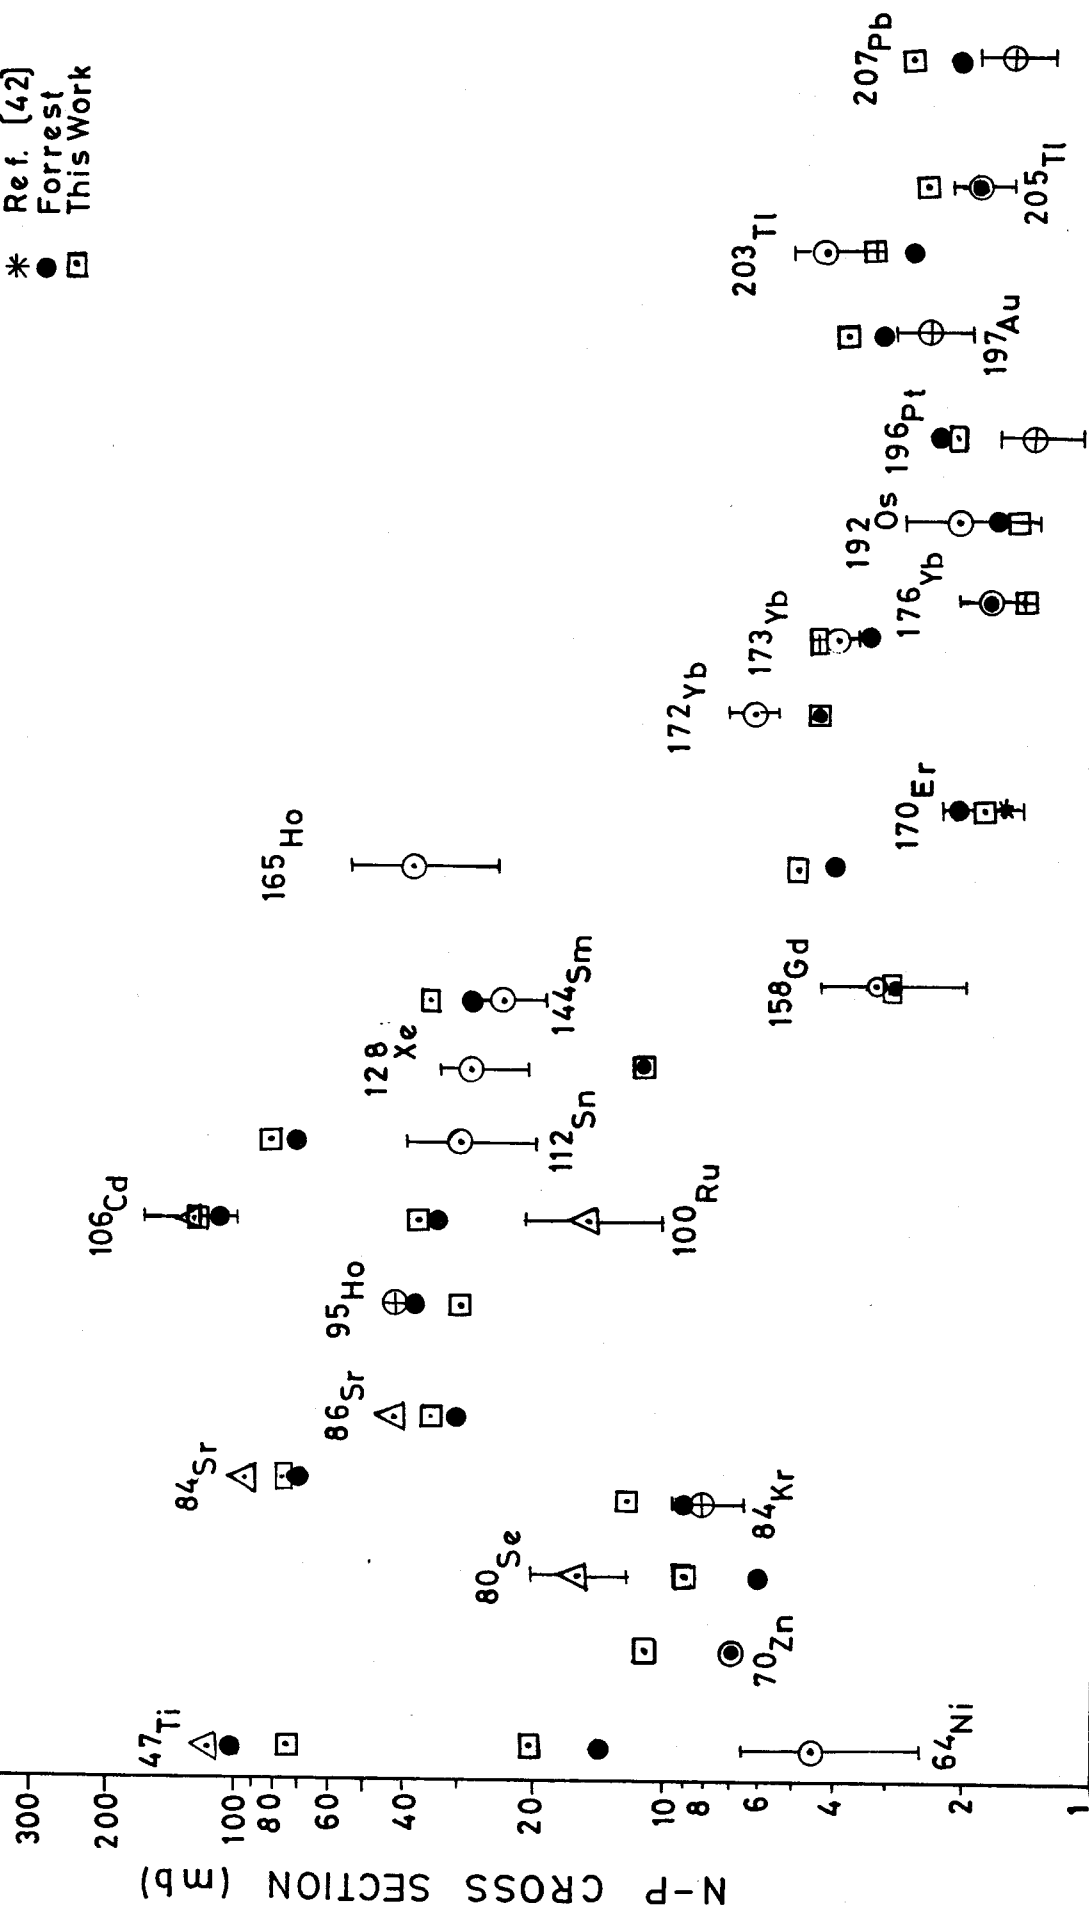 * Ref. [42]
● Forrest
⊡ This Work
N-P CROSS SECTION (mb)
300
200
100
80
60
40
20
10
8
6
4
2
1
47Ti
64Ni
70Zn
80Se
84Kr
84Sr
86Sr
95Ho
106Cd
100Ru
112Sn
128Xe
144Sm
158Gd
165Ho
170Er
172Yb
173Yb
176Yb
192Os
196Pt
197Au
203Tl
205Tl
207Pb